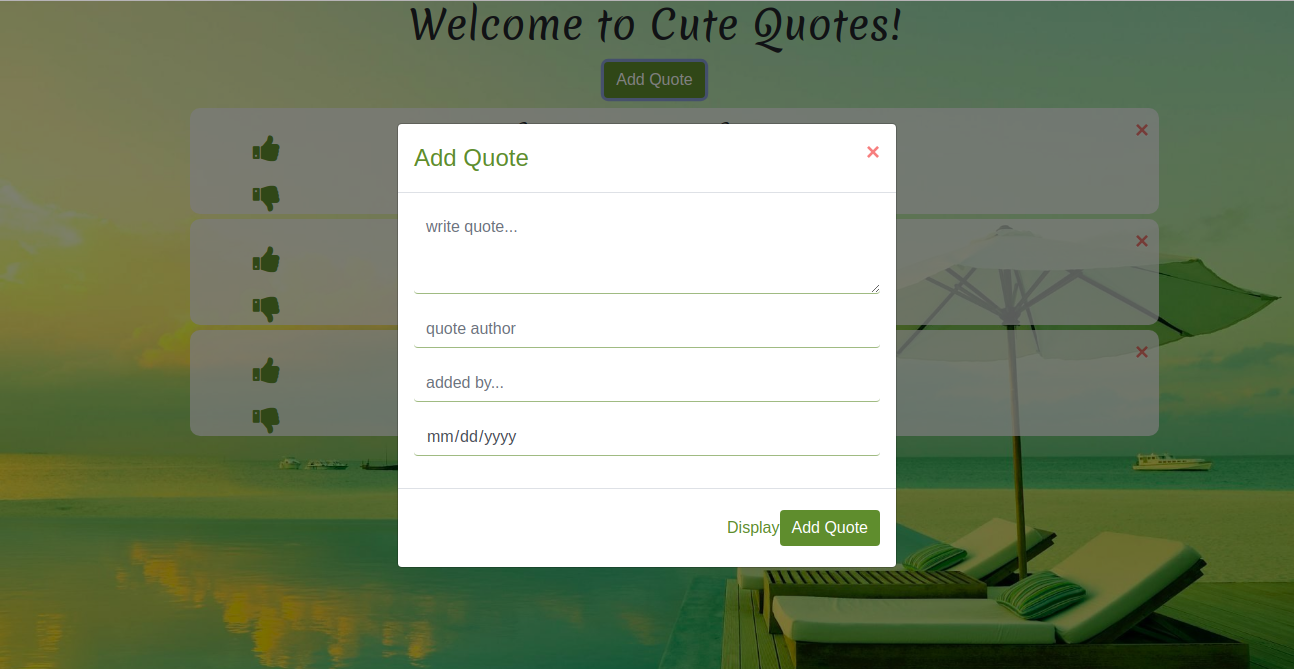 Welcome to Cute Quotes!
Add Quote
Add Quote
write quote...
quote author
added by...
mm/dd/yyyy
Display Add Quote